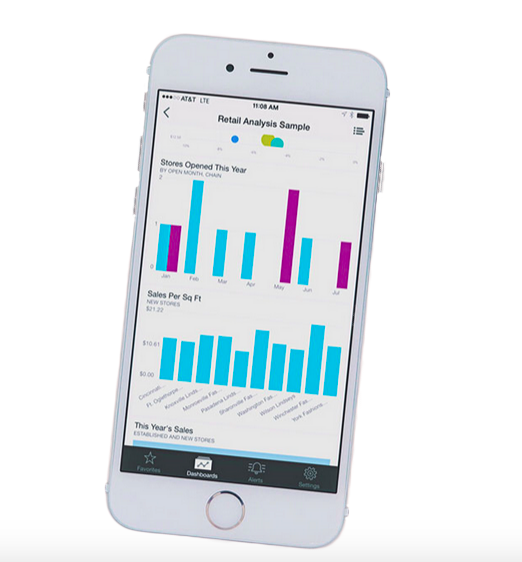 AT&T LTE
11:08 AM
Retail Analysis Sample
Stores Opened This Year
BY OPEN MONTH, CHAIN
2
1
0
Jan Feb Mar Apr May Jun Jul
Sales Per Sq Ft
NEW STORES
$21.22
$10.61
$0.00
Cincinnati... Ft. Oglethorpe... Knoxville Linds... Monroeville Fas... Pasadena Linds... Sharonville Fas... Washington Fas... Wilson Lindseys Winchester Fas... York Fashions...
This Year's Sales
ESTABLISHED AND NEW STORES
Favorites Dashboards Alerts Settings